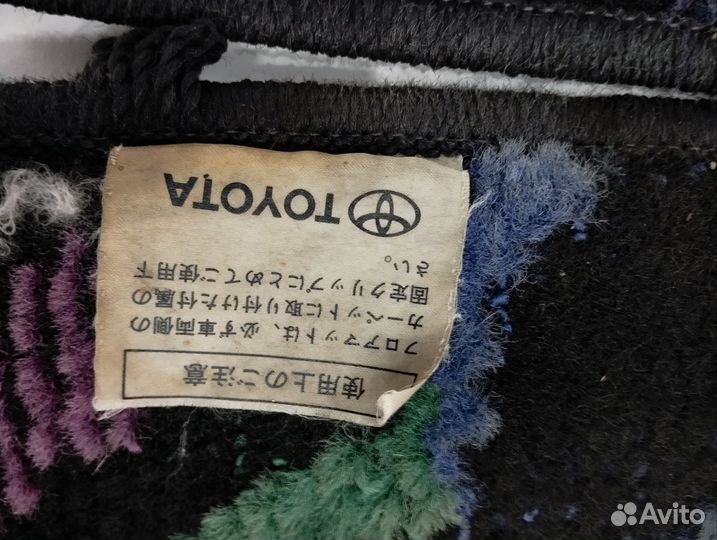 使用上のご注意
フロアマットは、必ず車両側の
カーペットに取り付けた付属の
固定クリップにとめてご使用下
さい。
TOYOTA
Avito